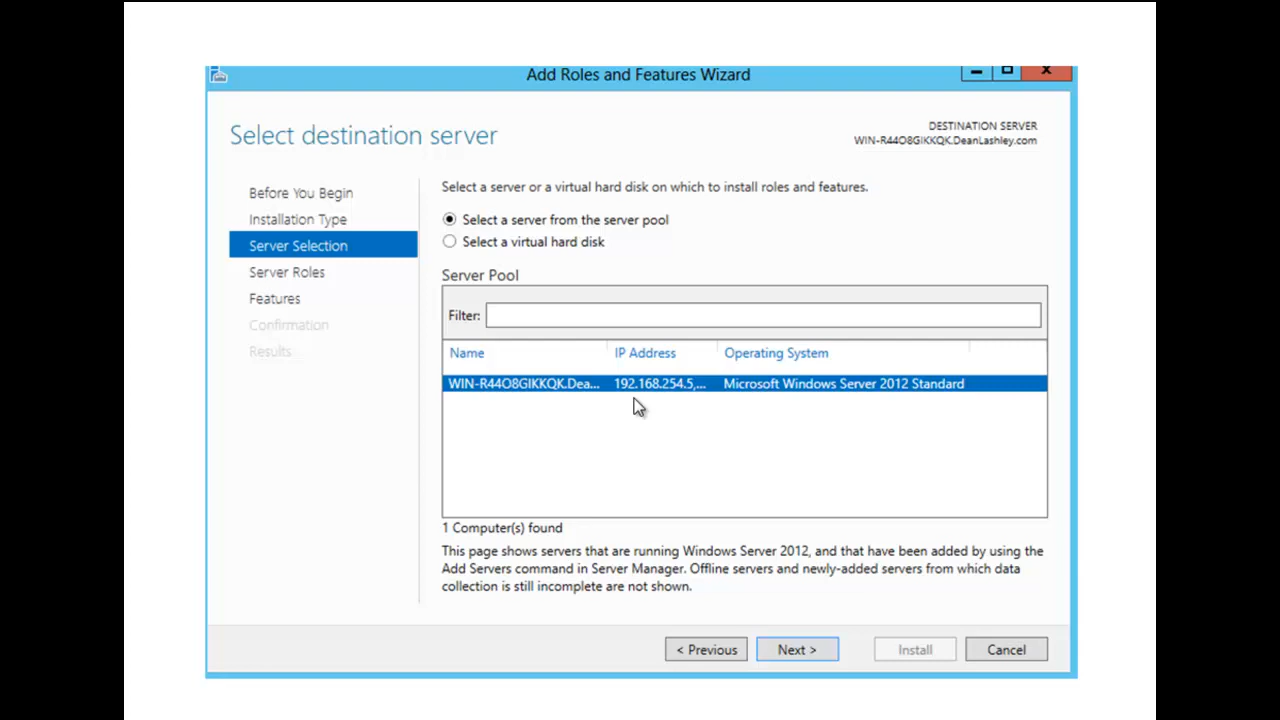 Add Roles and Features Wizard
Select destination server
DESTINATION SERVER
WIN-R44O8GIKKQK.DeanLashley.com
Before You Begin
Installation Type
Server Selection
Server Roles
Features
Confirmation
Results
Select a server or a virtual hard disk on which to install roles and features.
Select a server from the server pool
Select a virtual hard disk
Server Pool
Filter:
Name IP Address Operating System
WIN-R44O8GIKKQK.Dea... 192.168.254.5,... Microsoft Windows Server 2012 Standard
1 Computer(s) found
This page shows servers that are running Windows Server 2012, and that have been added by using the
Add Servers command in Server Manager. Offline servers and newly-added servers from which data
collection is still incomplete are not shown.
< Previous Next > Install Cancel